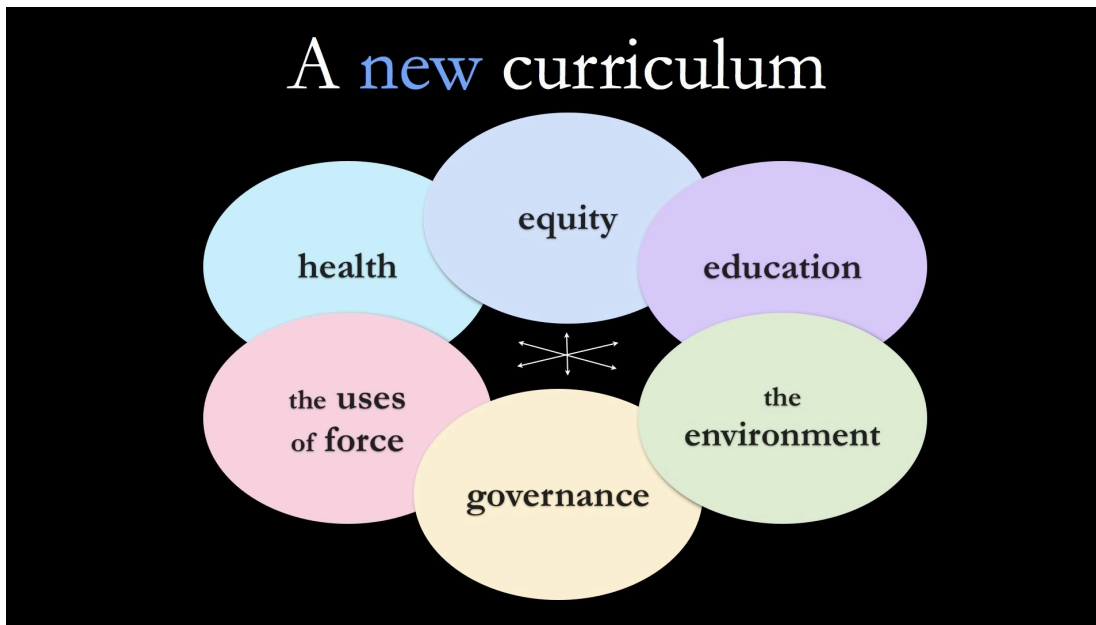 A new curriculum
equity
health
education
the uses
of force
the
environment
governance